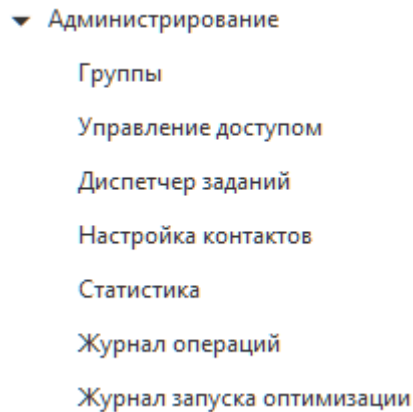 Администрирование
Группы
Управление доступом
Диспетчер заданий
Настройка контактов
Статистика
Журнал операций
Журнал запуска оптимизации